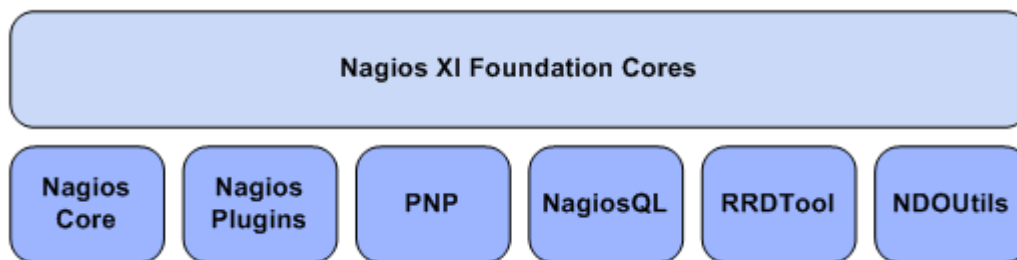 Nagios XI Foundation Cores
Nagios
Core
Nagios
Plugins
PNP
NagiosQL
RRDTool
NDOUtils